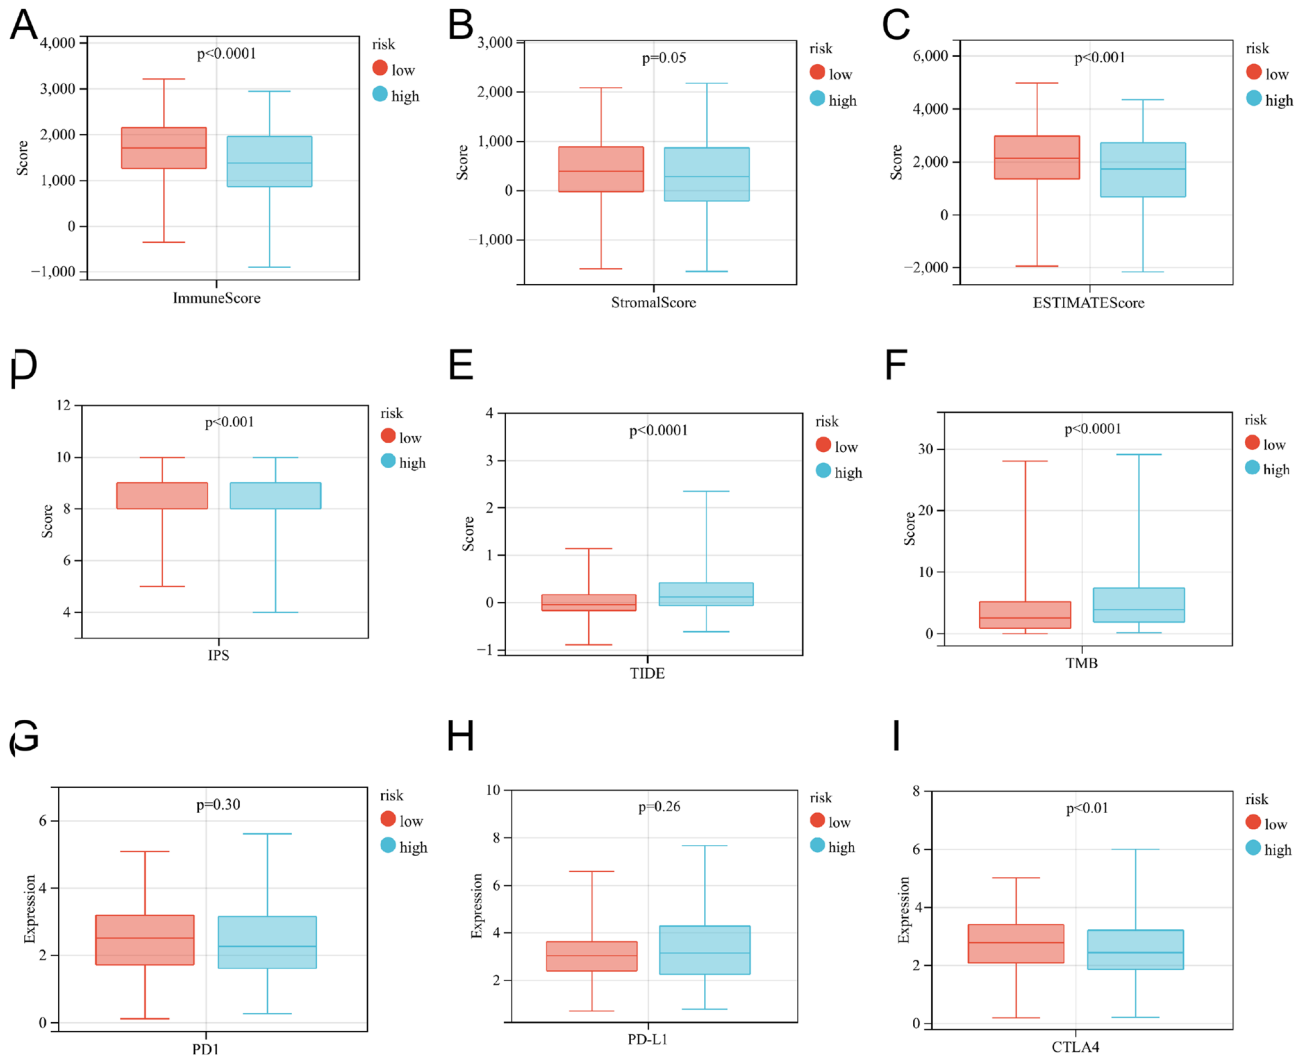 A
p<0.0001
risk
low
high
4,000
3,000
2,000
1,000
0
−1,000
Score
ImmuneScore
B
p=0.05
risk
low
high
3,000
2,000
1,000
0
−1,000
Score
StromalScore
C
p<0.001
risk
low
high
6,000
4,000
2,000
0
−2,000
Score
ESTIMATEScore
D
p<0.001
risk
low
high
12
10
8
6
4
Score
IPS
E
p<0.0001
risk
low
high
4
3
2
1
0
−1
Score
TIDE
F
p<0.0001
risk
low
high
30
20
10
0
Score
TMB
G
p=0.30
risk
low
high
6
4
2
0
Expression
PD1
H
p=0.26
risk
low
high
10
8
6
4
2
Expression
PD-L1
I
p<0.01
risk
low
high
8
6
4
2
0
Expression
CTLA4